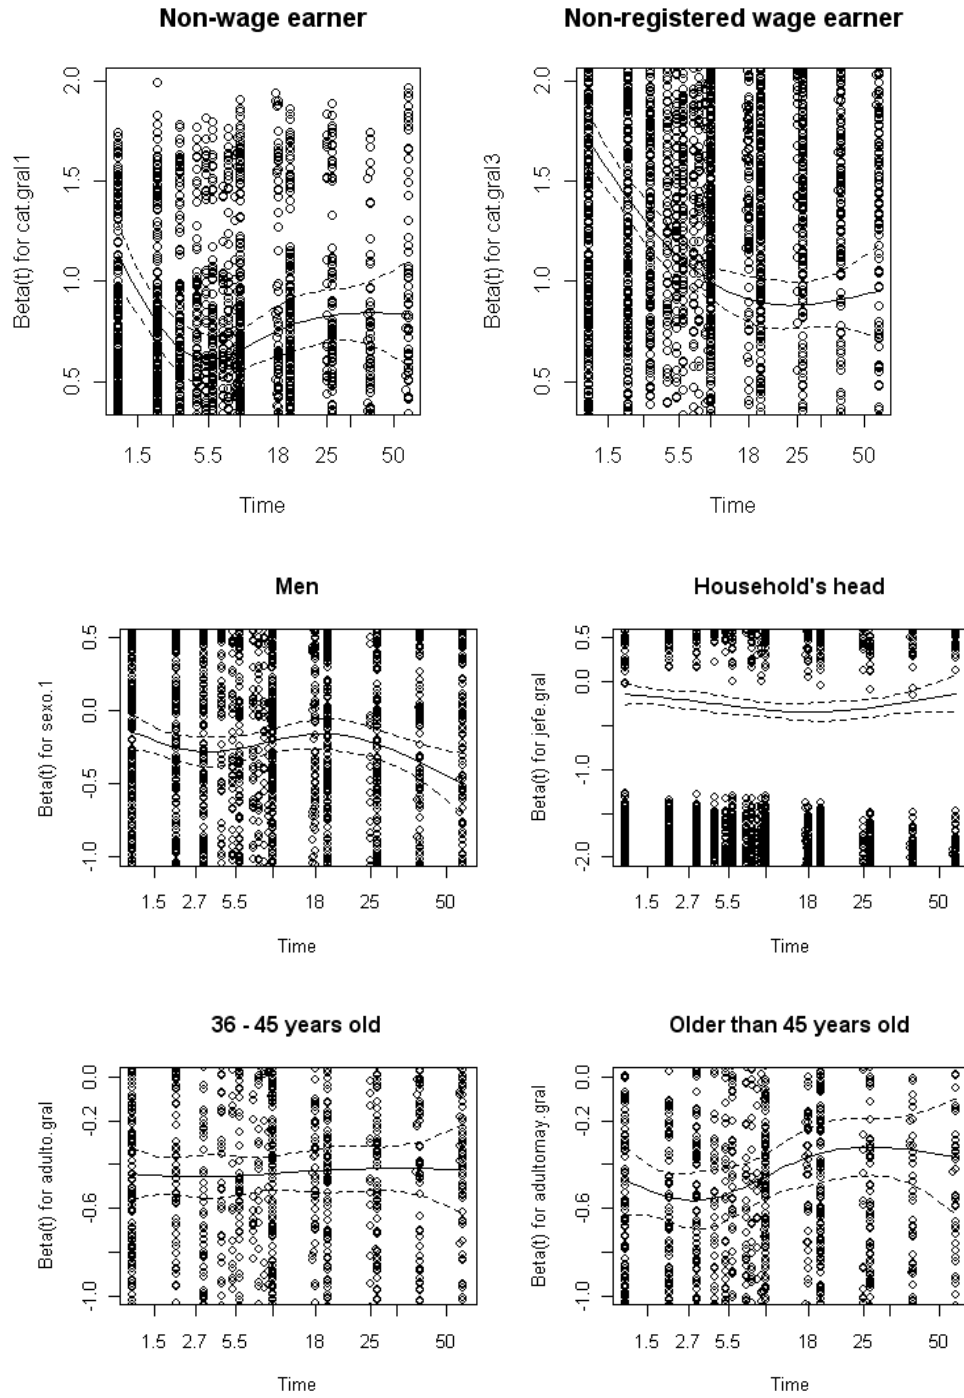 Non-wage earner
Beta(t) for cat.gral1
2.0
1.5
1.0
0.5
1.5 5.5 18 25 50
Time
Non-registered wage earner
Beta(t) for cat.gral3
2.0
1.5
1.0
0.5
1.5 5.5 18 25 50
Time
Men
Beta(t) for sexo.1
0.5
0.0
-0.5
-1.0
1.5 2.7 5.5 18 25 50
Time
Household's head
Beta(t) for jefe.gral
0.5
0.0
-1.0
-2.0
1.5 2.7 5.5 18 25 50
Time
36 - 45 years old
Beta(t) for adulto.gral
0.0
-0.2
-0.6
-1.0
1.5 2.7 5.5 18 25 50
Time
Older than 45 years old
Beta(t) for adultomay.gral
0.0
-0.2
-0.6
-1.0
1.5 2.7 5.5 18 25 50
Time